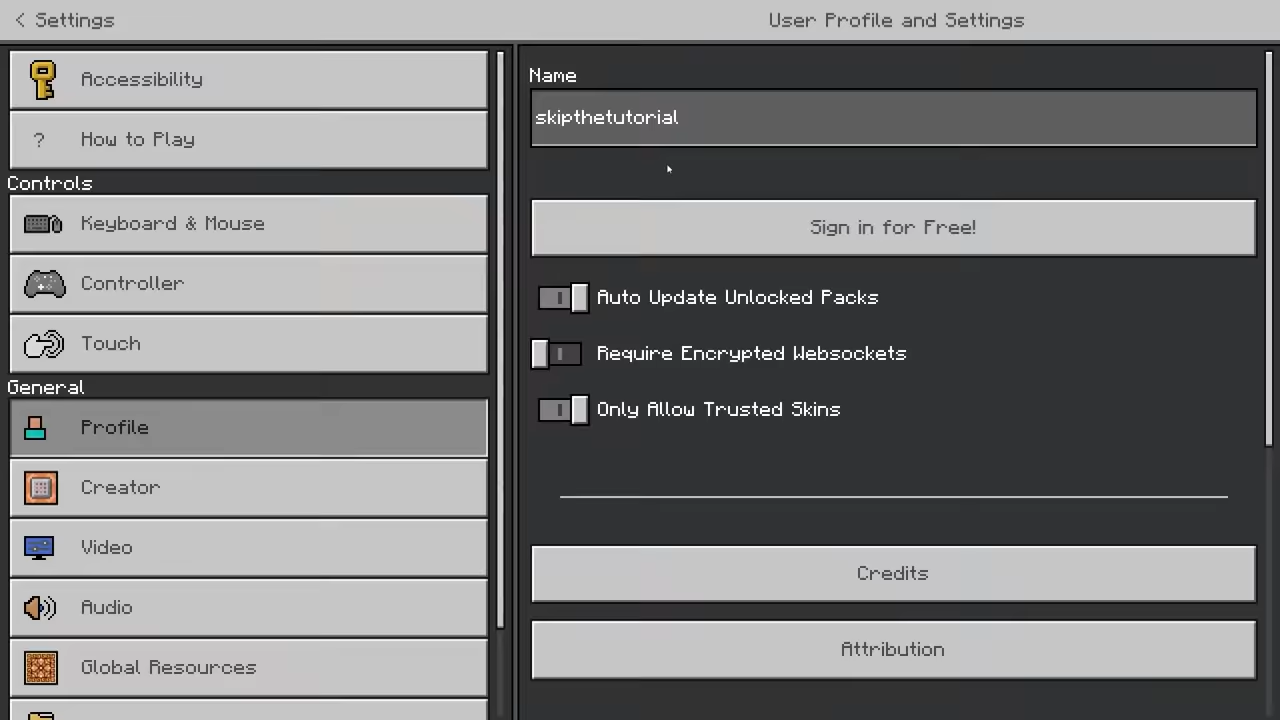 < Settings
User Profile and Settings
Accessibility
? How to Play
Controls
Keyboard & Mouse
Controller
Touch
General
Profile
Creator
Video
Audio
Global Resources
Name
skipthetutorial
Sign in for Free!
Auto Update Unlocked Packs
Require Encrypted Websockets
Only Allow Trusted Skins
Credits
Attribution